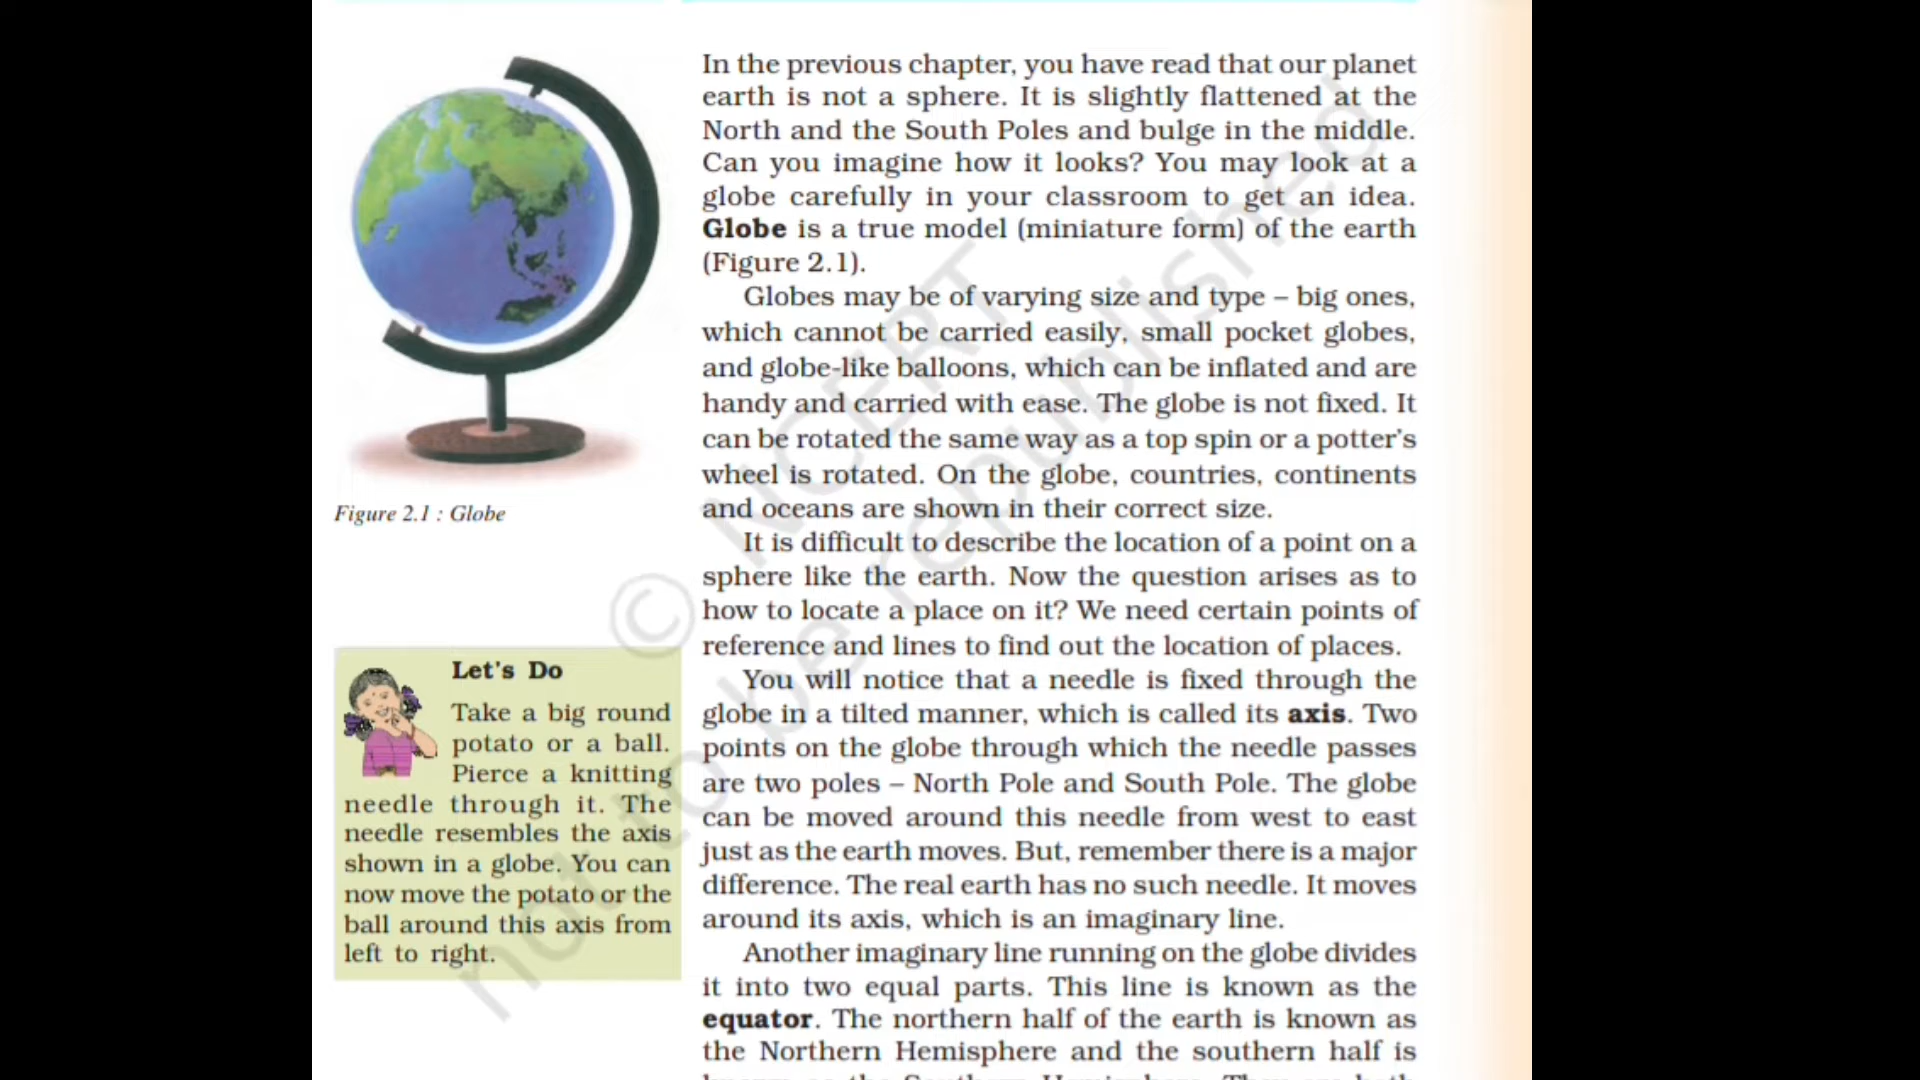 In the previous chapter, you have read that our planet
earth is not a sphere. It is slightly flattened at the
North and the South Poles and bulge in the middle.
Can you imagine how it looks? You may look at a
globe carefully in your classroom to get an idea.
Globe is a true model (miniature form) of the earth
(Figure 2.1).
Globes may be of varying size and type – big ones,
which cannot be carried easily, small pocket globes,
and globe-like balloons, which can be inflated and are
handy and carried with ease. The globe is not fixed. It
can be rotated the same way as a top spin or a potter's
wheel is rotated. On the globe, countries, continents
and oceans are shown in their correct size.
It is difficult to describe the location of a point on a
sphere like the earth. Now the question arises as to
how to locate a place on it? We need certain points of
reference and lines to find out the location of places.
You will notice that a needle is fixed through the
globe in a tilted manner, which is called its axis. Two
points on the globe through which the needle passes
are two poles – North Pole and South Pole. The globe
can be moved around this needle from west to east
just as the earth moves. But, remember there is a major
difference. The real earth has no such needle. It moves
around its axis, which is an imaginary line.
Another imaginary line running on the globe divides
it into two equal parts. This line is known as the
equator. The northern half of the earth is known as
the Northern Hemisphere and the southern half is
Figure 2.1 : Globe
Let's Do
Take a big round
potato or a ball.
Pierce a knitting
needle through it. The
needle resembles the axis
shown in a globe. You can
now move the potato or the
ball around this axis from
left to right.
© NCERT
not to be republished